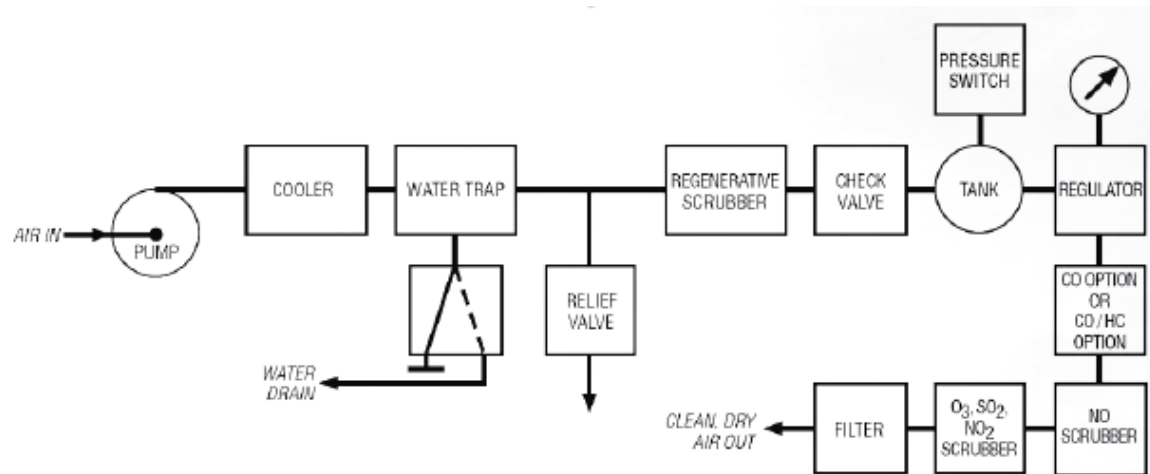 PRESSURE
SWITCH
COOLER
WATER TRAP
REGENERATIVE
SCRUBBER
CHECK
VALVE
TANK
REGULATOR
AIR IN
PUMP
RELIEF
VALVE
CO OPTION
OR
CO / HC
OPTION
WATER
DRAIN
CLEAN, DRY
AIR OUT
FILTER
O3, SO2,
NO2
SCRUBBER
NO
SCRUBBER